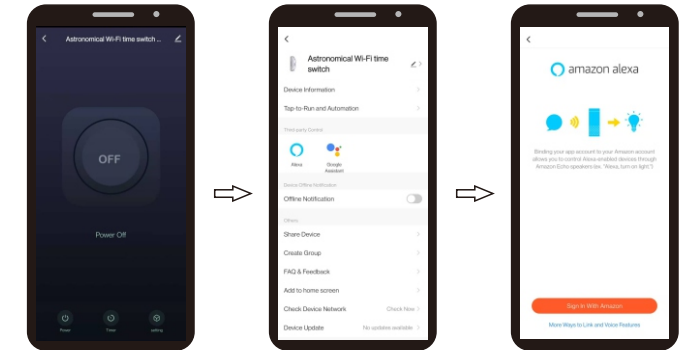 Astronomical Wi-Fi time switch ...
OFF
Power Off
Power
Timer
setting
Astronomical Wi-Fi time
switch
Device Information
Tap-to-Run and Automation
Third-party Control
Alexa
Google
Assistant
Device Offline Notification
Offline Notification
Others
Share Device
Create Group
FAQ & Feedback
Add to home screen
Check Device Network
Check Now
Device Update
No updates available
amazon alexa
Binding your app account to your Amazon account
allows you to control Alexa-enabled devices through
Amazon Echo speakers (ex. "Alexa, turn on light.")
Sign In With Amazon
More Ways to Link and Voice Features